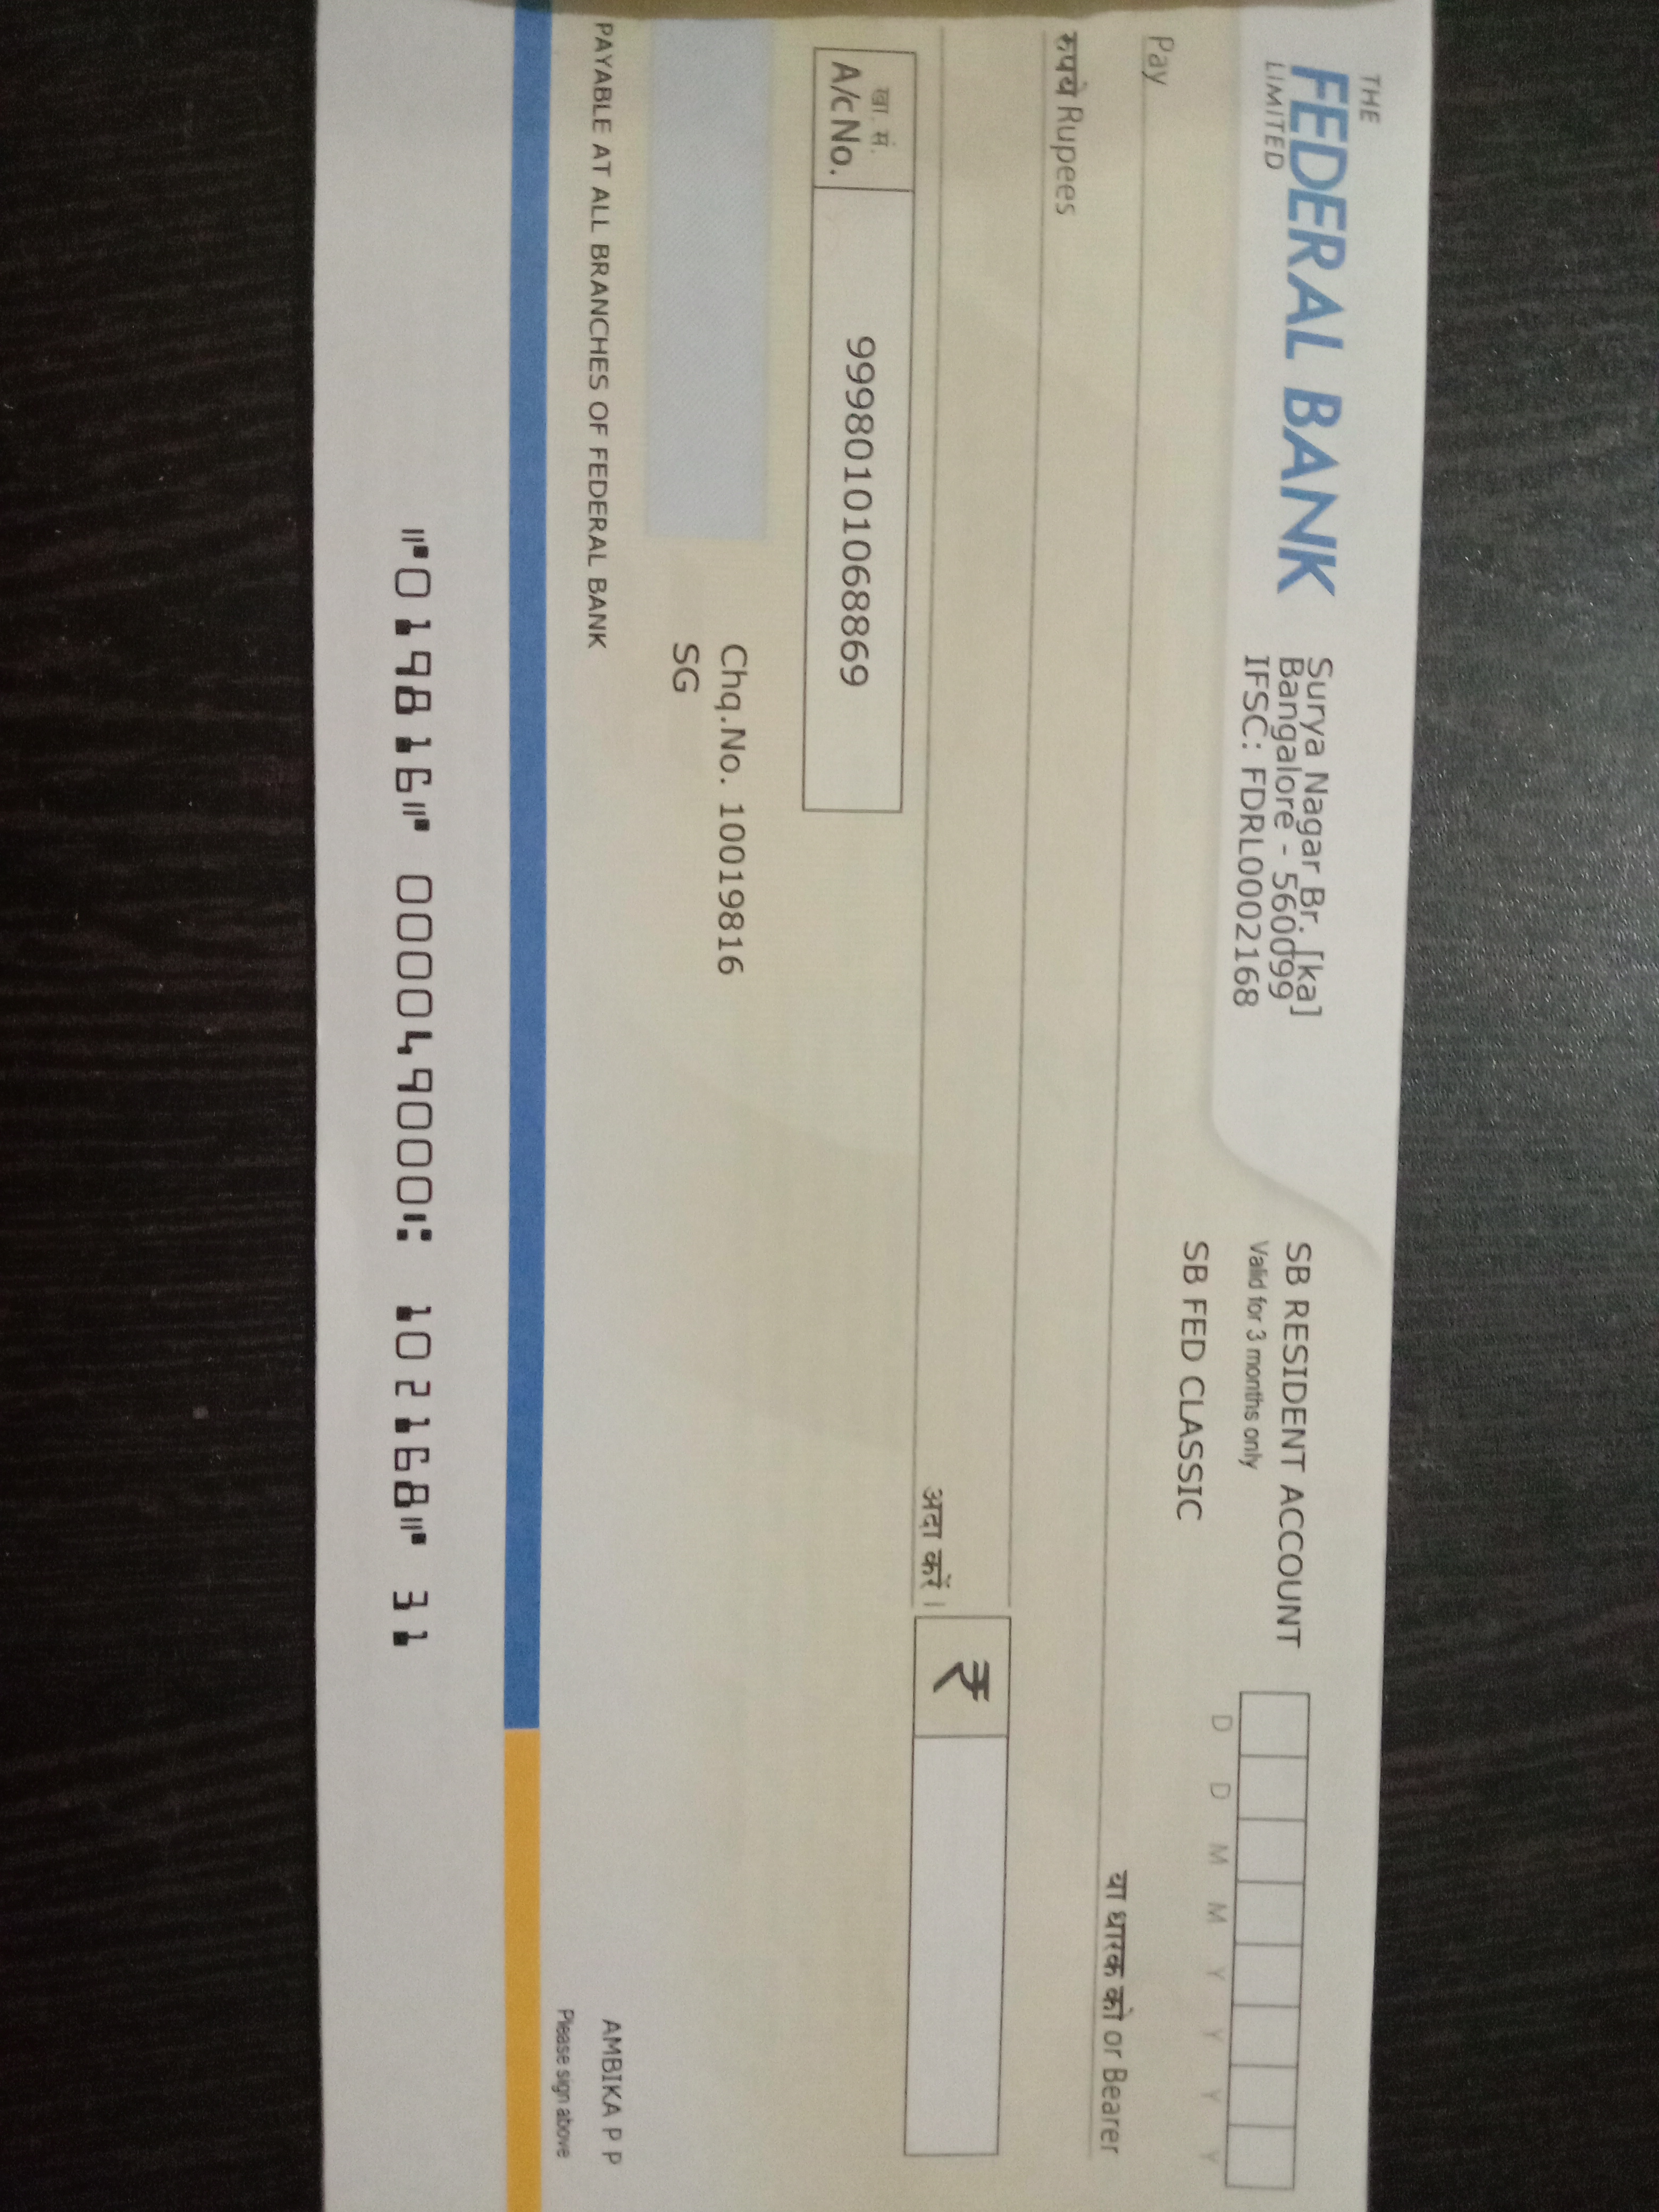 THE
FEDERAL BANK
LIMITED
Surya Nagar Br. [ka]
Bangalore - 560099
IFSC: FDRL0002168
SB RESIDENT ACCOUNT
Valid for 3 months only
SB FED CLASSIC
D D M M Y Y Y Y
Pay
या धारक को or Bearer
रुपये Rupees
अदा करें।
₹
खा. सं.
A/c No.
99980101068869
Chq.No. 10019816
SG
AMBIKA P P
Please sign above
PAYABLE AT ALL BRANCHES OF FEDERAL BANK
⑈019816⑈ 000049000⑆ 102168⑈ 31